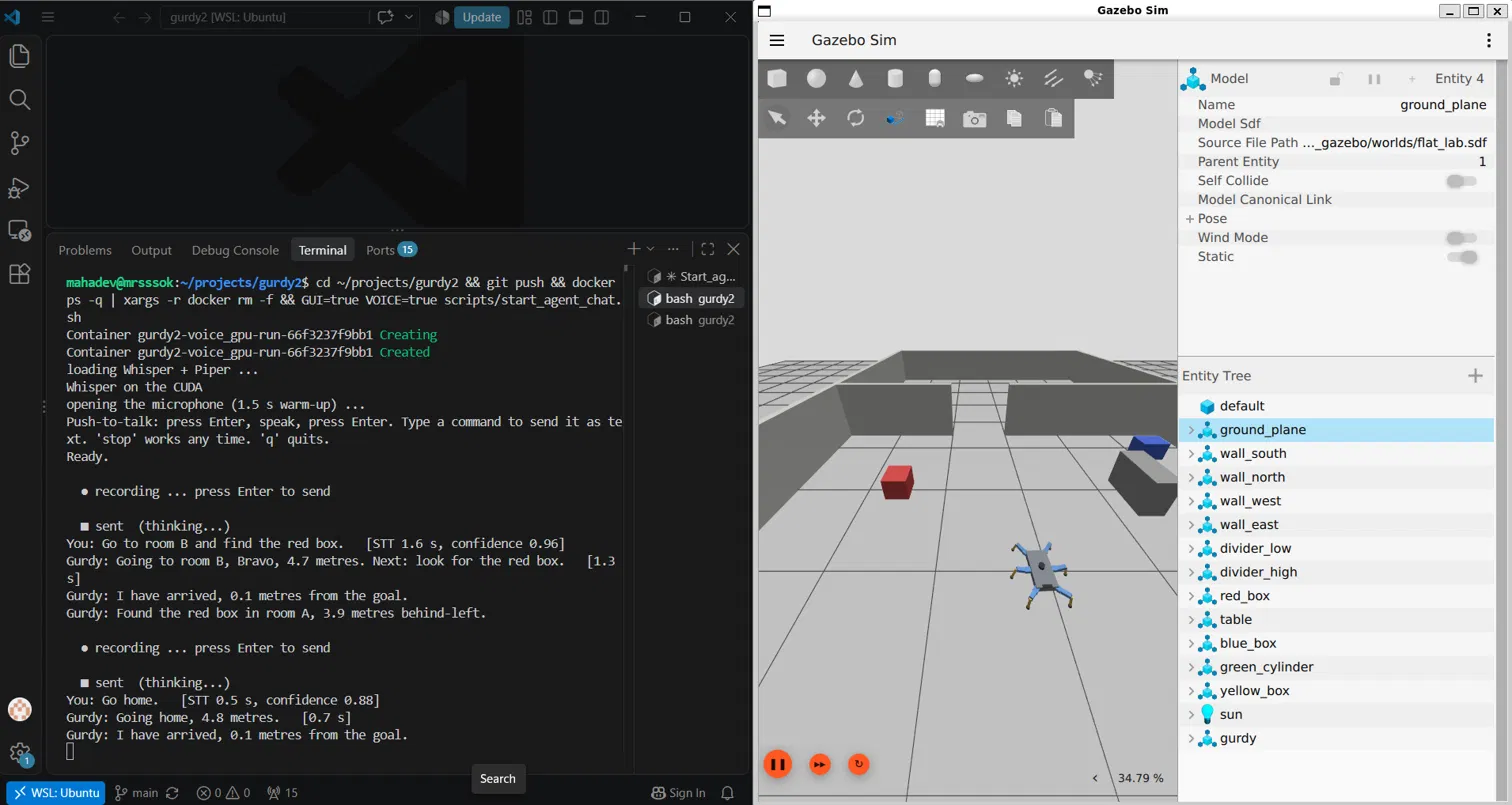 gurdy2 [WSL: Ubuntu]
Update
Problems Output Debug Console Terminal Ports 15
mahadev@mrsssok:~/projects/gurdy2$ cd ~/projects/gurdy2 && git push && docker
ps -q | xargs -r docker rm -f && GUI=true VOICE=true scripts/start_agent_chat.
sh
Container gurdy2-voice_gpu-run-66f3237f9bb1 Creating
Container gurdy2-voice_gpu-run-66f3237f9bb1 Created
loading Whisper + Piper ...
Whisper on the CUDA
opening the microphone (1.5 s warm-up) ...
Push-to-talk: press Enter, speak, press Enter. Type a command to send it as te
xt. 'stop' works any time. 'q' quits.
Ready.
● recording ... press Enter to send
■ sent (thinking...)
You: Go to room B and find the red box. [STT 1.6 s, confidence 0.96]
Gurdy: Going to room B, Bravo, 4.7 metres. Next: look for the red box. [1.3
s]
Gurdy: I have arrived, 0.1 metres from the goal.
Gurdy: Found the red box in room A, 3.9 metres behind-left.
● recording ... press Enter to send
■ sent (thinking...)
You: Go home. [STT 0.5 s, confidence 0.88]
Gurdy: Going home, 4.8 metres. [0.7 s]
Gurdy: I have arrived, 0.1 metres from the goal.
✳ Start_ag...
bash gurdy2
bash gurdy2
1
Search
WSL: Ubuntu main 0 0 15 Sign In
Gazebo Sim
Gazebo Sim
34.79 %
Model Entity 4
Name ground_plane
Model Sdf
Source File Path ..._gazebo/worlds/flat_lab.sdf
Parent Entity 1
Self Collide
Model Canonical Link
+ Pose
Wind Mode
Static
Entity Tree
default
ground_plane
wall_south
wall_north
wall_west
wall_east
divider_low
divider_high
red_box
table
blue_box
green_cylinder
yellow_box
sun
gurdy